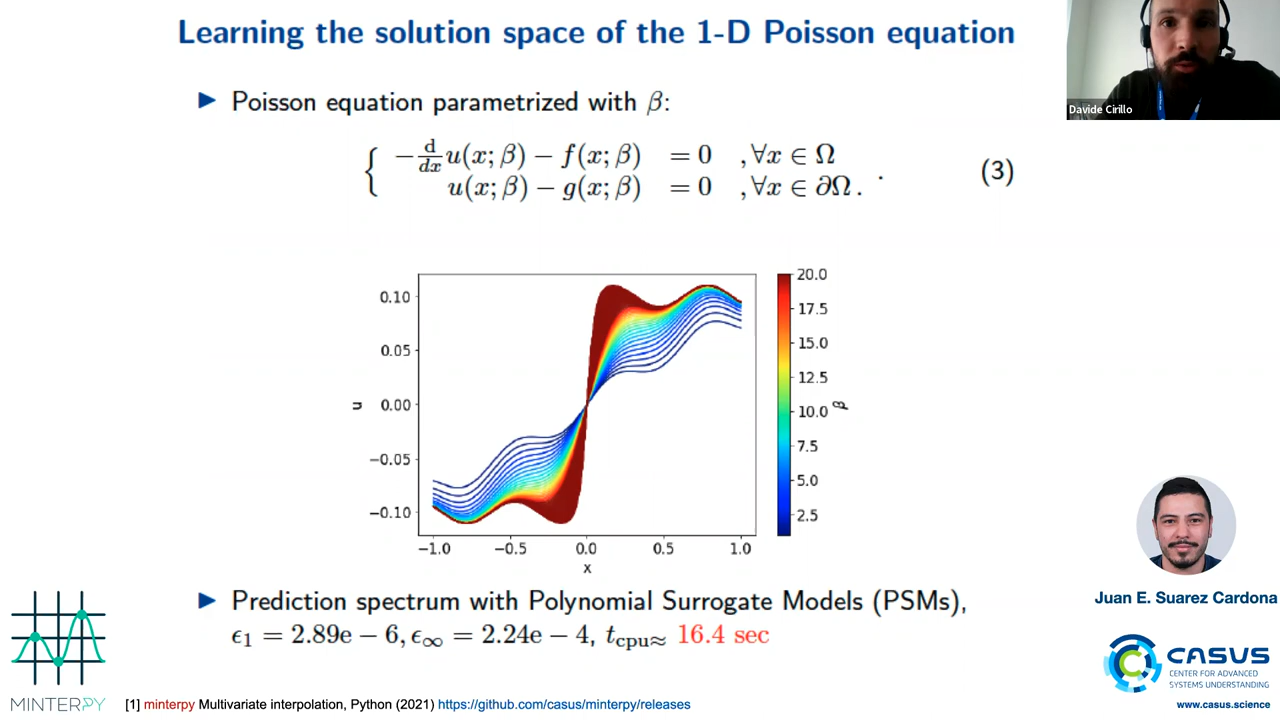 Learning the solution space of the 1-D Poisson equation
Davide Cirillo
▶ Poisson equation parametrized with β:
{ −d/dx u(x; β) − f(x; β) = 0 , ∀x ∈ Ω
u(x; β) − g(x; β) = 0 , ∀x ∈ ∂Ω . .
(3)
0.10
0.05
0.00
−0.05
−0.10
u
−1.0 −0.5 0.0 0.5 1.0
x
20.0
17.5
15.0
12.5
10.0
7.5
5.0
2.5
β
▶ Prediction spectrum with Polynomial Surrogate Models (PSMs),
ϵ1 = 2.89e − 6, ϵ∞ = 2.24e − 4, tcpu≈ 16.4 sec
Juan E. Suarez Cardona
CASUS
CENTER FOR ADVANCED
SYSTEMS UNDERSTANDING
www.casus.science
MINTERPY
[1] minterpy Multivariate interpolation, Python (2021) https://github.com/casus/minterpy/releases